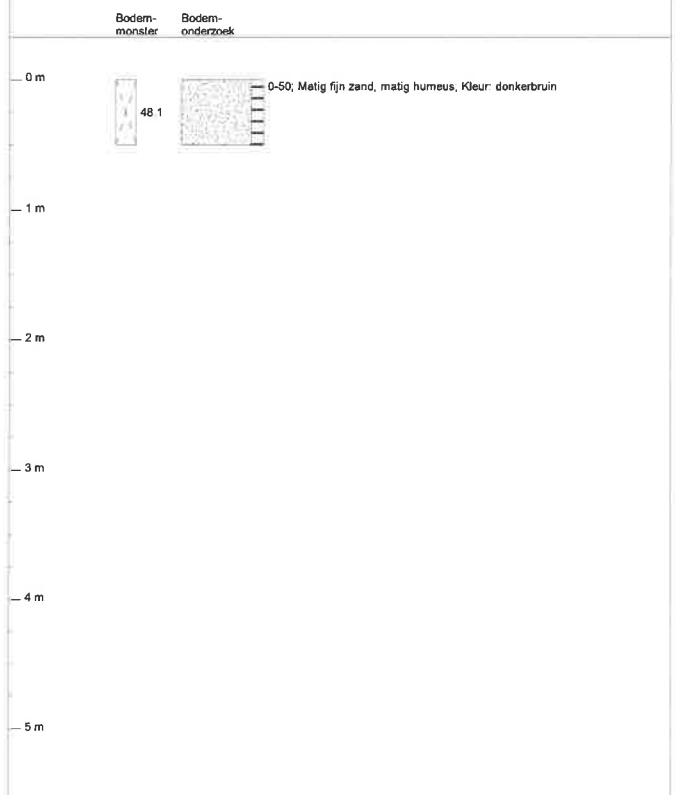 Bodem- Bodem-
monster onderzoek
0 m
0-50; Matig fijn zand, matig humeus, Kleur: donkerbruin
48.1
1 m
2 m
3 m
4 m
5 m